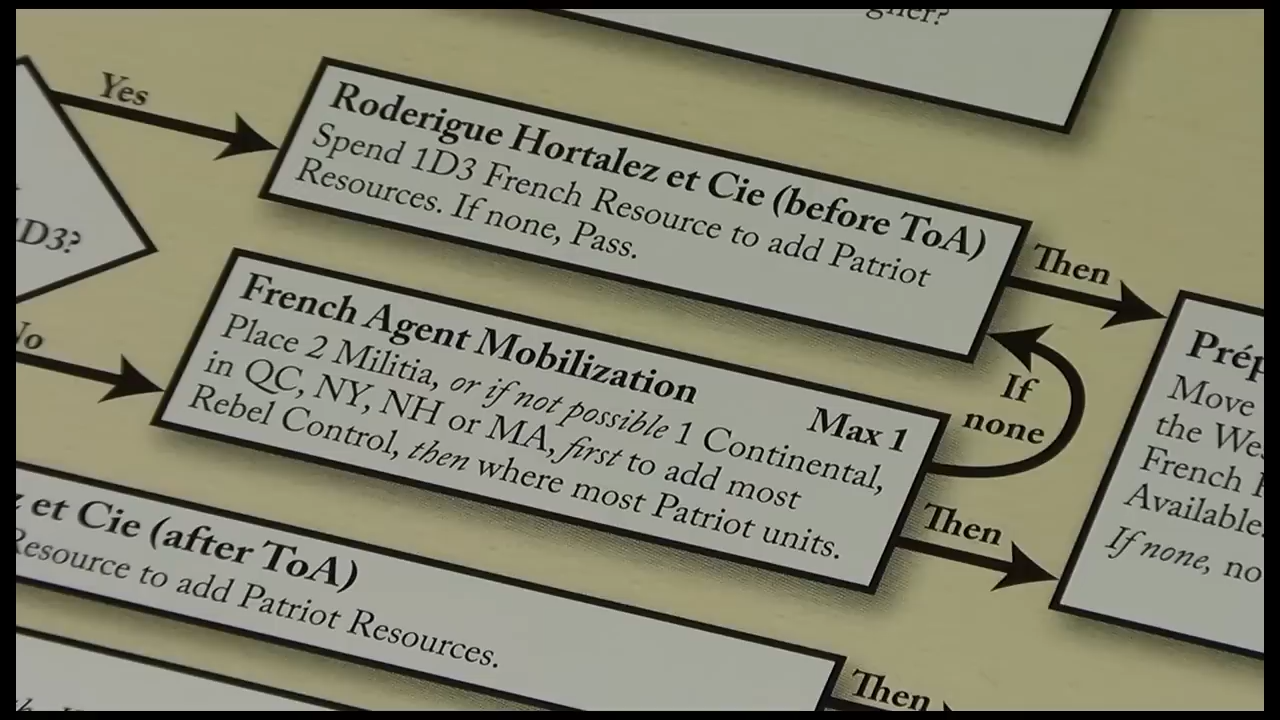 Yes
Roderigue Hortalez et Cie (before ToA)
Spend 1D3 French Resource to add Patriot
Resources. If none, Pass.
Then
D3?
French Agent Mobilization
Max 1
Place 2 Militia, or if not possible 1 Continental,
in QC, NY, NH or MA, first to add most
Rebel Control, then where most Patriot units.
If
none
Then
Move
the
French
Available.
If none, no
et Cie (after ToA)
Resource to add Patriot Resources.
Then